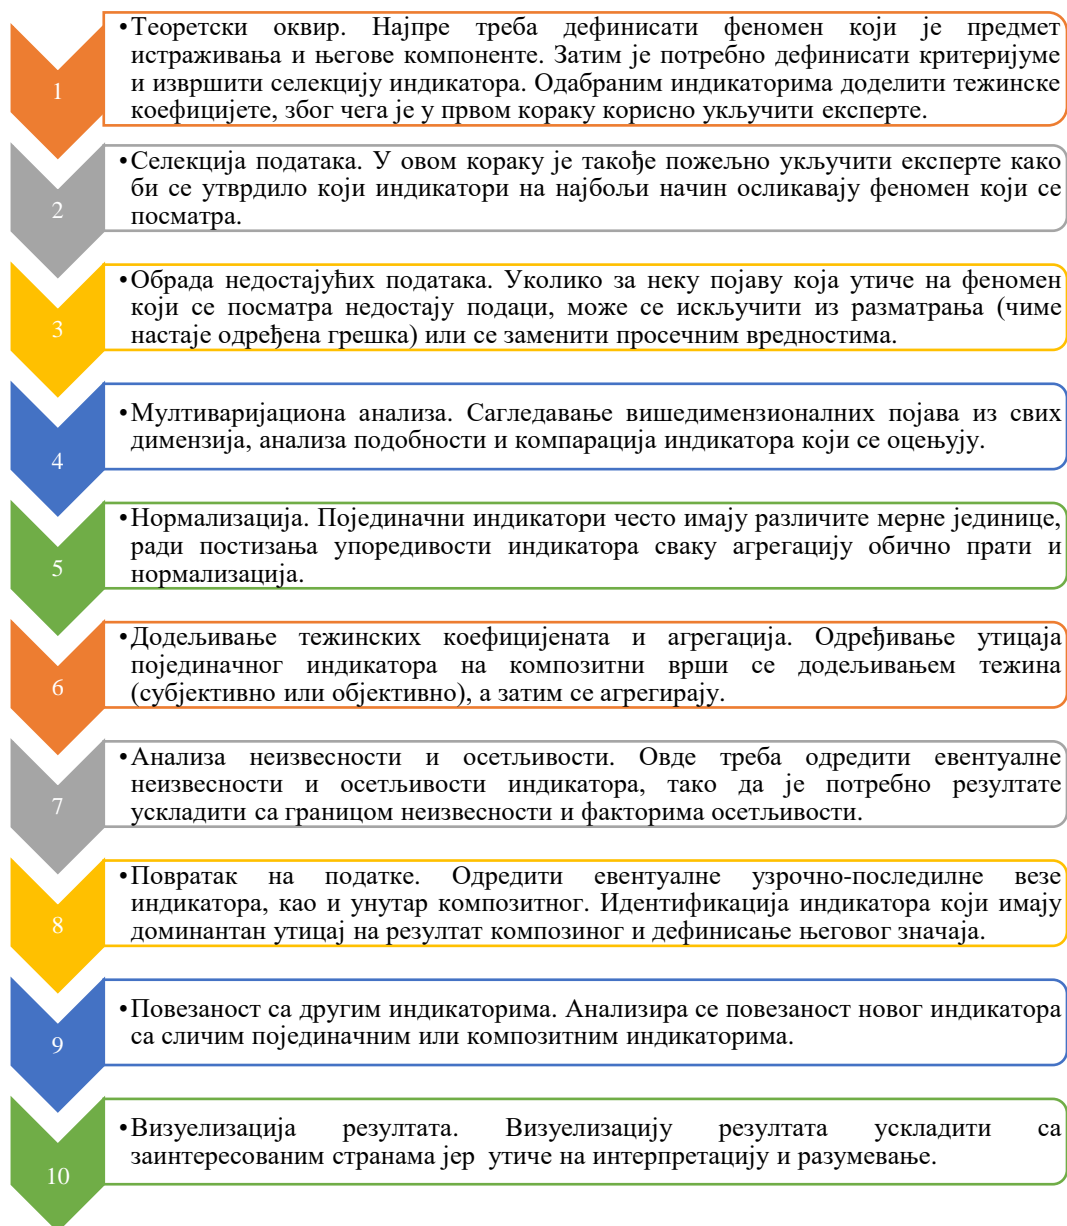 1
•Теоретски оквир. Најпре треба дефинисати феномен који је предмет
истраживања и његове компоненте. Затим је потребно дефинисати критеријуме
и извршити селекцију индикатора. Одабраним индикаторима доделити тежинске
коефицијете, због чега је у првом кораку корисно укључити експерте.
2
•Селекција података. У овом кораку је такође пожељно укључити експерте како
би се утврдило који индикатори на најбољи начин осликавају феномен који се
посматра.
3
•Обрада недостајућих података. Уколико за неку појаву која утиче на феномен
који се посматра недостају подаци, може се искључити из разматрања (чиме
настаје одређена грешка) или се заменити просечним вредностима.
4
•Мултиваријациона анализа. Сагледавање вишедимензионалних појава из свих
димензија, анализа подобности и компарација индикатора који се оцењују.
5
•Нормализација. Појединачни индикатори често имају различите мерне јединице,
ради постизања упоредивости индикатора сваку агрегацију обично прати и
нормализација.
6
•Додељивање тежинских коефицијената и агрегација. Одређивање утицаја
појединачног индикатора на композитни врши се додељивањем тежина
(субјективно или објективно), а затим се агрегирају.
7
•Анализа неизвесности и осетљивости. Овде треба одредити евентуалне
неизвесности и осетљивости индикатора, тако да је потребно резултате
ускладити са границом неизвесности и факторима осетљивости.
8
•Повратак на податке. Одредити евентуалне узрочно-последилне везе
индикатора, као и унутар композитног. Идентификација индикатора који имају
доминантан утицај на резултат композиног и дефинисање његовог значаја.
9
•Повезаност са другим индикаторима. Анализира се повезаност новог индикатора
са сличим појединачним или композитним индикаторима.
10
•Визуелизација резултата. Визуелизацију резултата ускладити са
заинтересованим странама јер утиче на интерпретацију и разумевање.